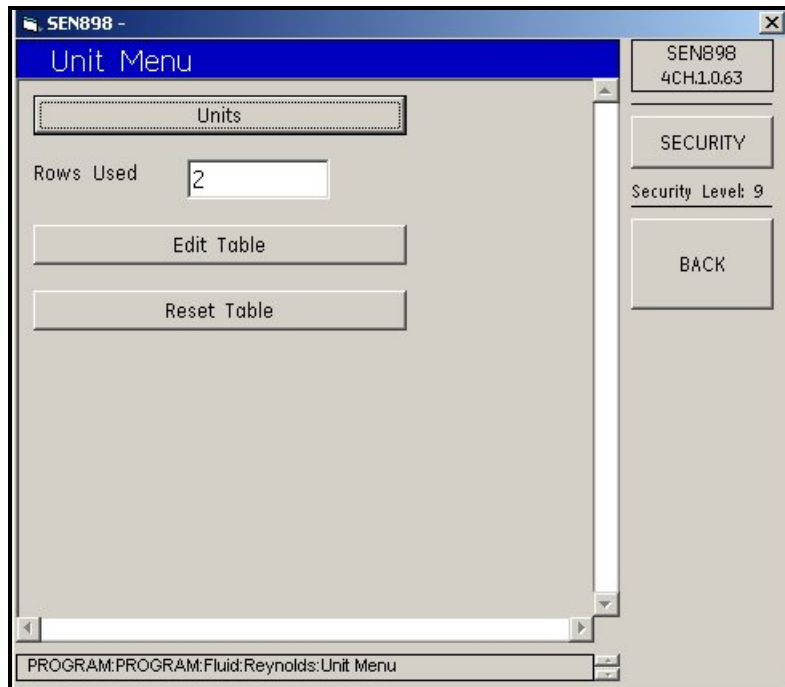 SEN898 -
Unit Menu
Units
Rows Used 2
Edit Table
Reset Table
SEN898
4CH.1.0.63
SECURITY
Security Level: 9
BACK
PROGRAM:PROGRAM:Fluid:Reynolds:Unit Menu